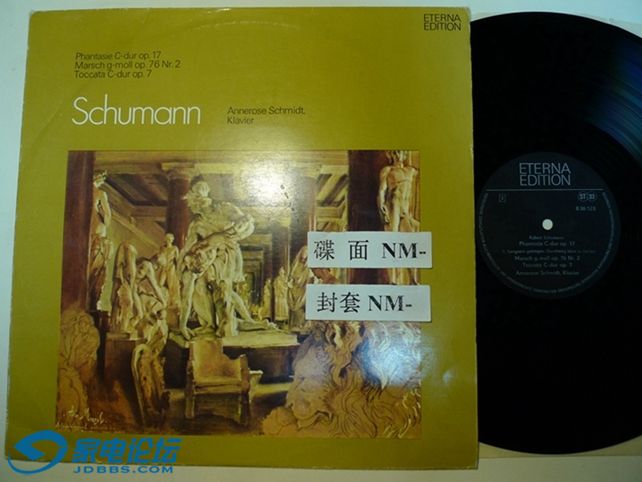 ETERNA
EDITION
Phantasie C-dur op. 17
Marsch g-moll op. 76 Nr. 2
Toccata C-dur op. 7
Schumann
Annerose Schmidt,
Klavier
碟 面 NM-
封套 NM-
ETERNA
EDITION
Robert Schumann
Phantasie C-dur op. 17
Marsch g-moll op. 76 Nr. 2
Toccata C-dur op. 7
Annerose Schmidt, Klavier
家电论坛
JDBBS.COM